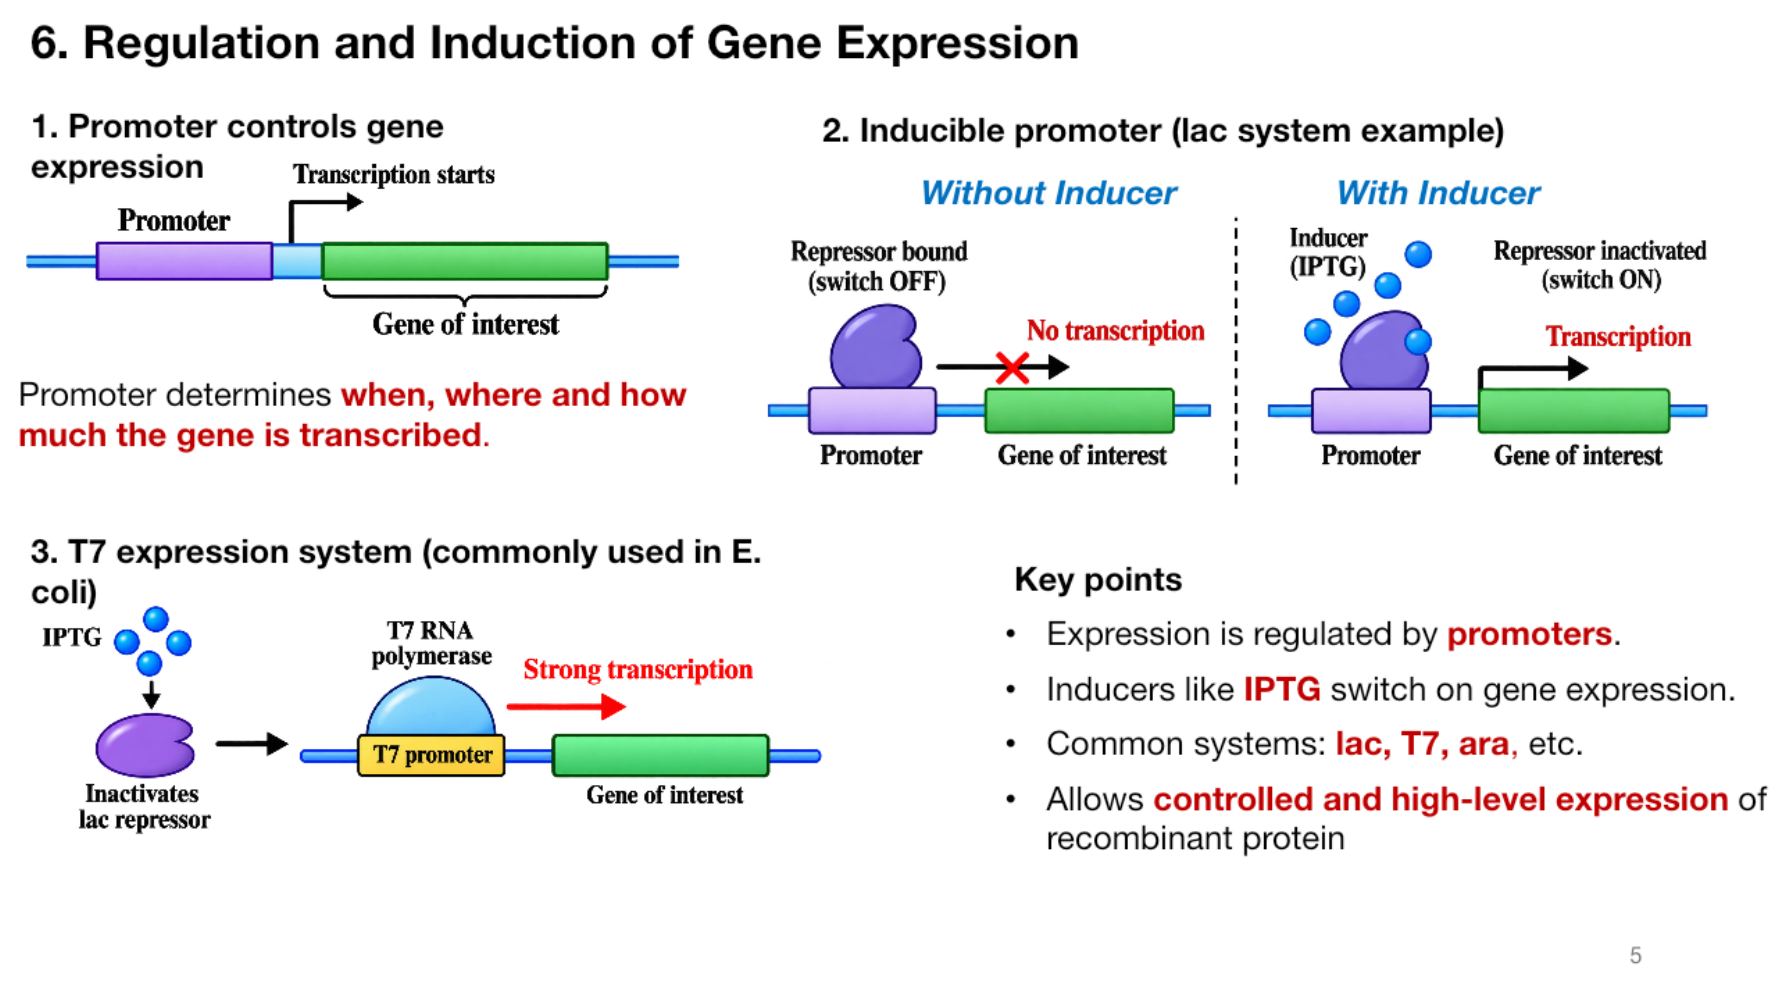 6. Regulation and Induction of Gene Expression
1. Promoter controls gene
expression
Transcription starts
Promoter
Gene of interest
Promoter determines when, where and how
much the gene is transcribed.
2. Inducible promoter (lac system example)
Without Inducer
Repressor bound
(switch OFF)
No transcription
Promoter
Gene of interest
With Inducer
Inducer
(IPTG)
Repressor inactivated
(switch ON)
Transcription
Promoter
Gene of interest
3. T7 expression system (commonly used in E.
coli)
IPTG
Inactivates
lac repressor
T7 RNA
polymerase
Strong transcription
T7 promoter
Gene of interest
Key points
• Expression is regulated by promoters.
• Inducers like IPTG switch on gene expression.
• Common systems: lac, T7, ara, etc.
• Allows controlled and high-level expression of
recombinant protein
5